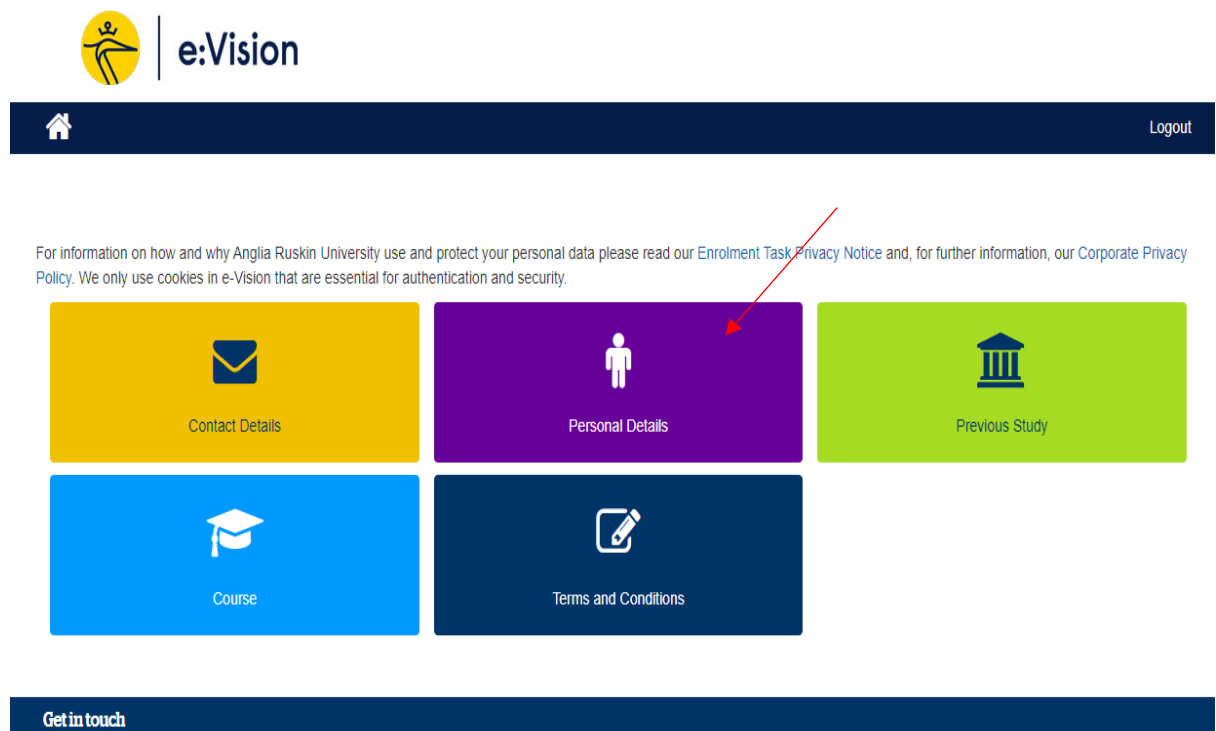 e:Vision
Logout
For information on how and why Anglia Ruskin University use and protect your personal data please read our Enrolment Task Privacy Notice and, for further information, our Corporate Privacy
Policy. We only use cookies in e-Vision that are essential for authentication and security.
Contact Details
Personal Details
Previous Study
Course
Terms and Conditions
Get in touch